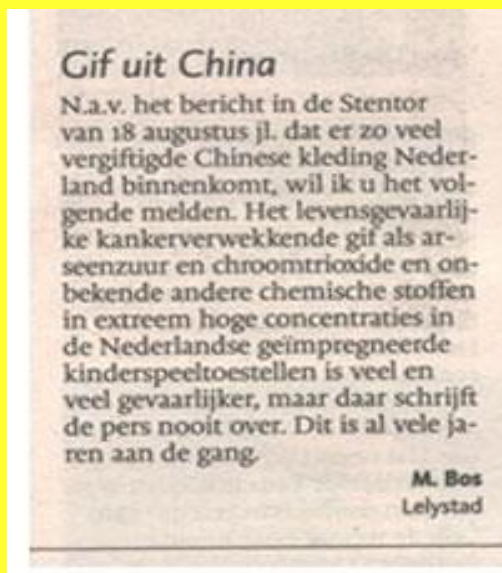 Gif uit China
N.a.v. het bericht in de Stentor
van 18 augustus jl. dat er zo veel
vergiftigde Chinese kleding Neder-
land binnenkomt, wil ik u het vol-
gende melden. Het levensgevaarlij-
ke kankerverwekkende gif als ar-
seenzuur en chroomtrioxide en on-
bekende andere chemische stoffen
in extreem hoge concentraties in
de Nederlandse geïmpregneerde
kinderspeeltoestellen is veel en
veel gevaarlijker, maar daar schrijft
de pers nooit over. Dit is al vele ja-
ren aan de gang.
M. Bos
Lelystad